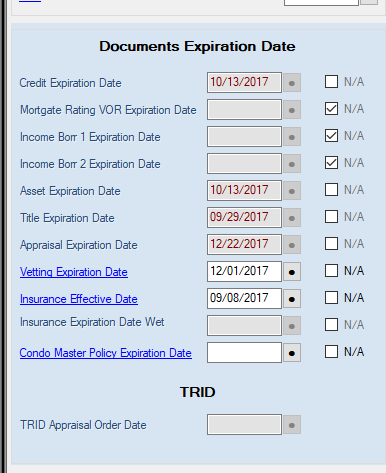 Documents Expiration Date
Credit Expiration Date 10/13/2017 N/A
Mortgate Rating VOR Expiration Date N/A
Income Borr 1 Expiration Date N/A
Income Borr 2 Expiration Date N/A
Asset Expiration Date 10/13/2017 N/A
Title Expiration Date 09/29/2017 N/A
Appraisal Expiration Date 12/22/2017 N/A
Vetting Expiration Date 12/01/2017 N/A
Insurance Effective Date 09/08/2017 N/A
Insurance Expiration Date Wet N/A
Condo Master Policy Expiration Date N/A
TRID
TRID Appraisal Order Date